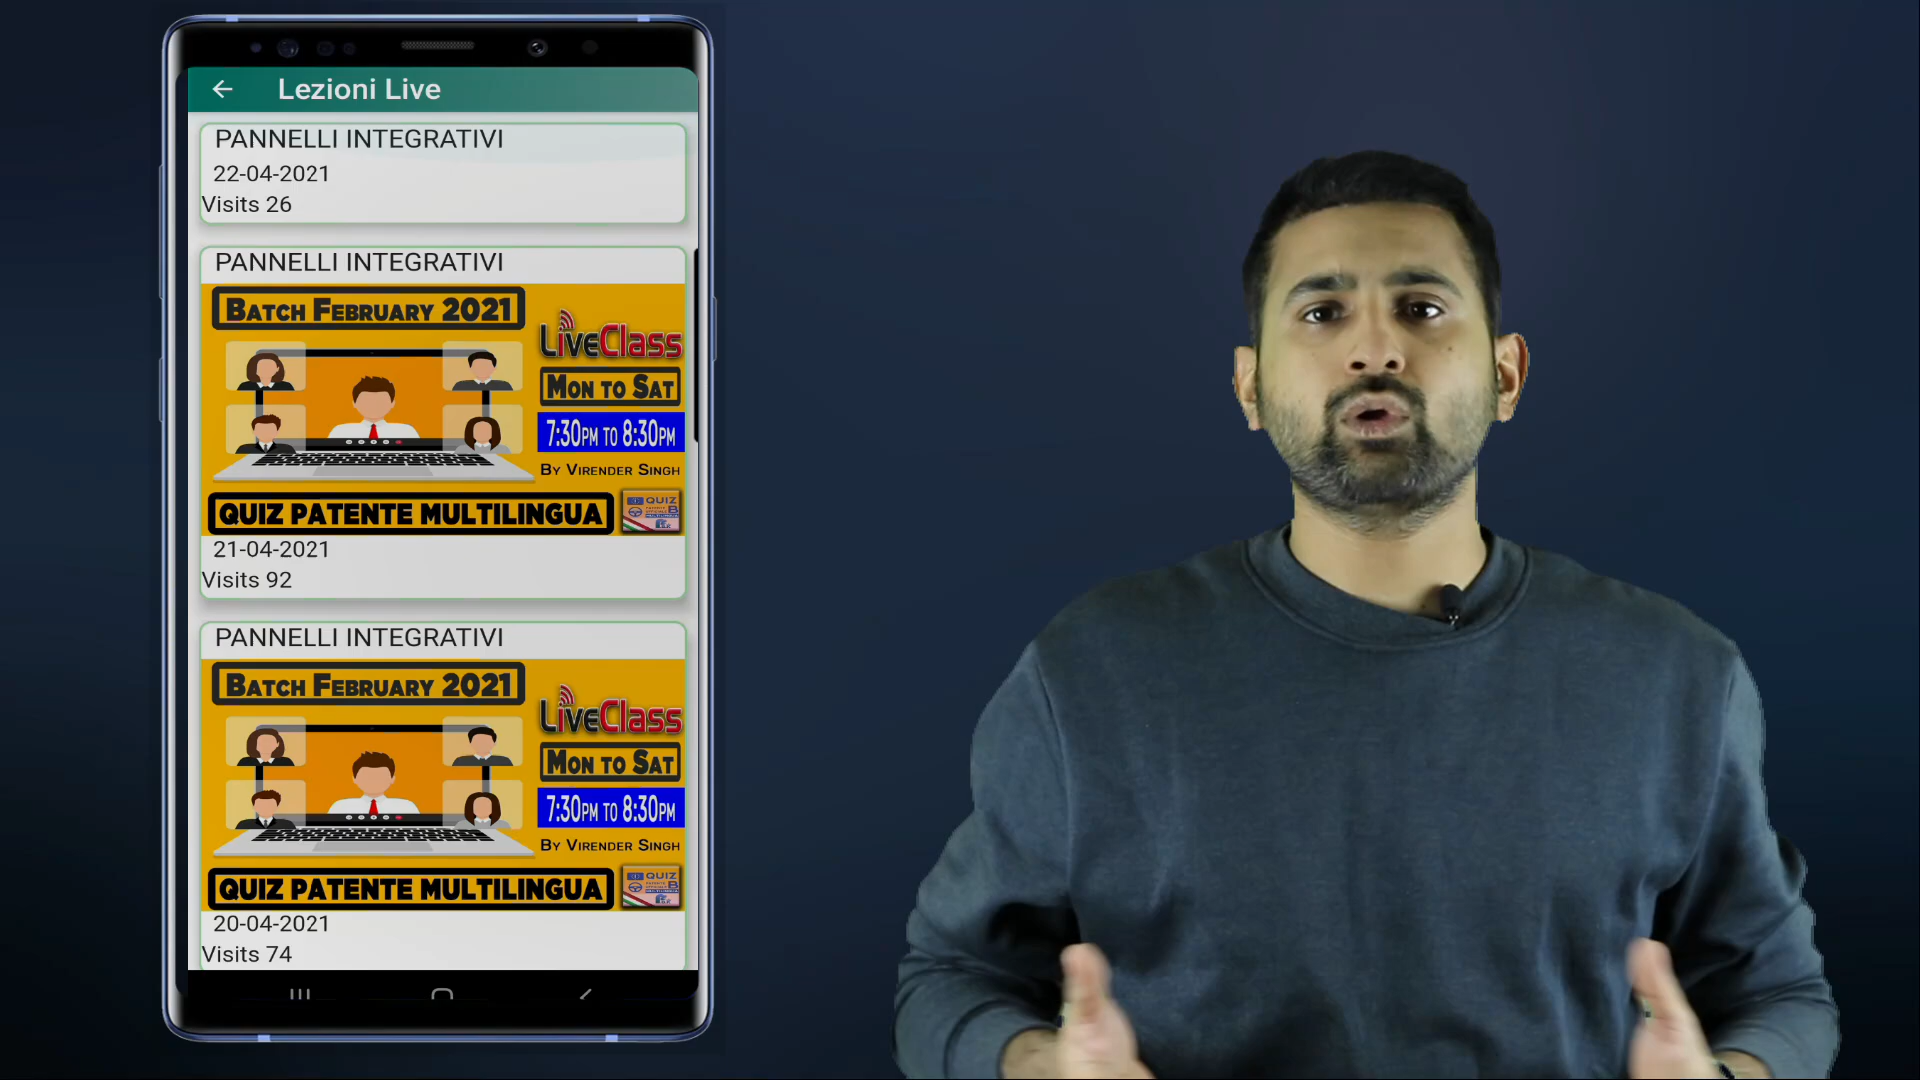 Lezioni Live
PANNELLI INTEGRATIVI
22-04-2021
Visits 26
PANNELLI INTEGRATIVI
BATCH FEBRUARY 2021
LiveClass
MON TO SAT
7:30PM TO 8:30PM
BY VIRENDER SINGH
QUIZ PATENTE MULTILINGUA
QUIZ
B
21-04-2021
Visits 92
PANNELLI INTEGRATIVI
BATCH FEBRUARY 2021
LiveClass
MON TO SAT
7:30PM TO 8:30PM
BY VIRENDER SINGH
QUIZ PATENTE MULTILINGUA
QUIZ
B
20-04-2021
Visits 74